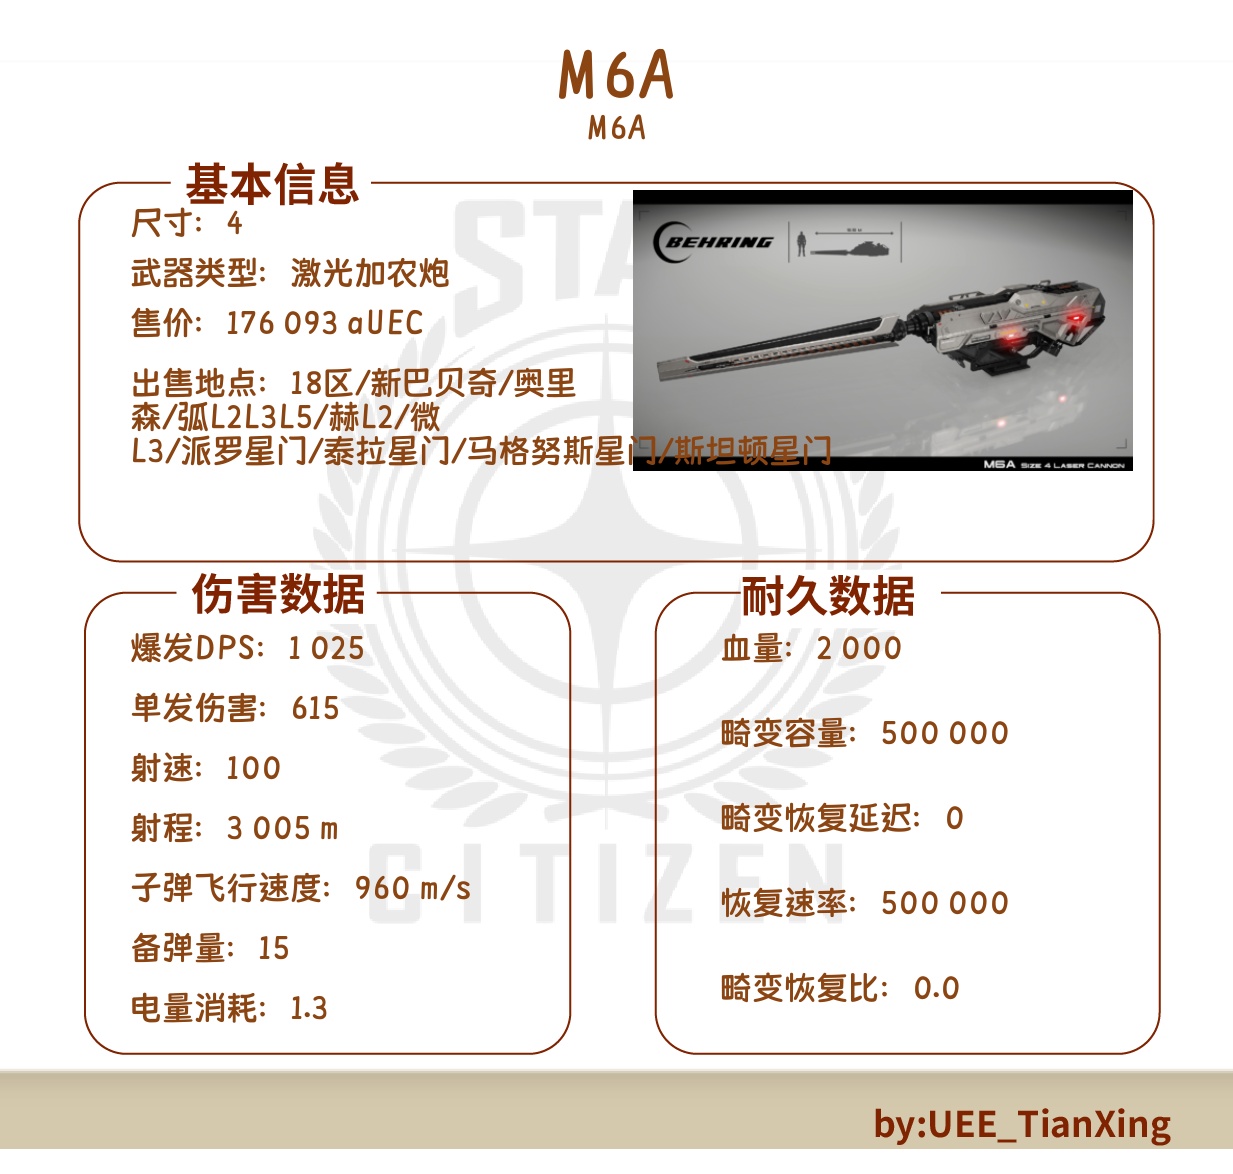 M6A
M6A
基本信息
尺寸: 4
武器类型: 激光加农炮
售价: 176 093 aUEC
出售地点: 18区/新巴贝奇/奥里
森/弧L2L3L5/赫L2/微
L3/派罗星门/泰拉星门/马格努斯星门/斯坦顿星门
BEHRING
M6A SIZE 4 LASER CANNON
STA
CITIZEN
伤害数据
爆发DPS: 1 025
单发伤害: 615
射速: 100
射程: 3 005 m
子弹飞行速度: 960 m/s
备弹量: 15
电量消耗: 1.3
耐久数据
血量: 2 000
畸变容量: 500 000
畸变恢复延迟: 0
恢复速率: 500 000
畸变恢复比: 0.0
by:UEE_TianXing